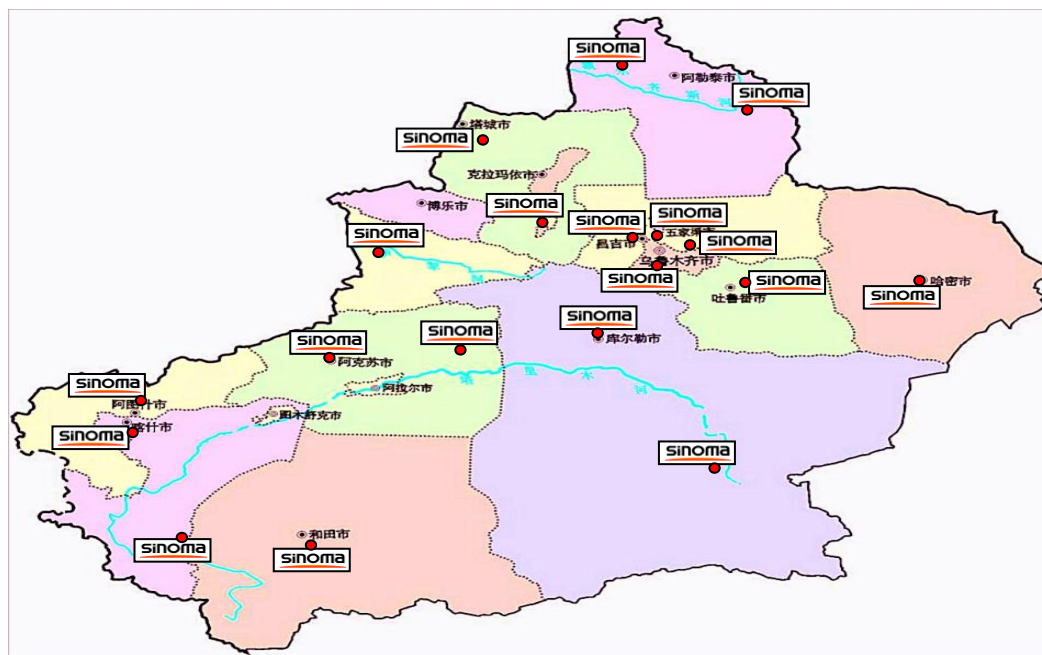 sinoma
阿勒泰市
sinoma
塔城市
sinoma
克拉玛依市
博乐市
sinoma
sinoma
sinoma
五家渠市
昌吉市
sinoma
sinoma
乌鲁木齐市
sinoma
sinoma
吐鲁番市
哈密市
sinoma
sinoma
库尔勒市
sinoma
sinoma
阿克苏市
阿拉尔市
塔 里 木 河
sinoma
阿图什市
图木舒克市
喀什市
sinoma
sinoma
和田市
sinoma
sinoma